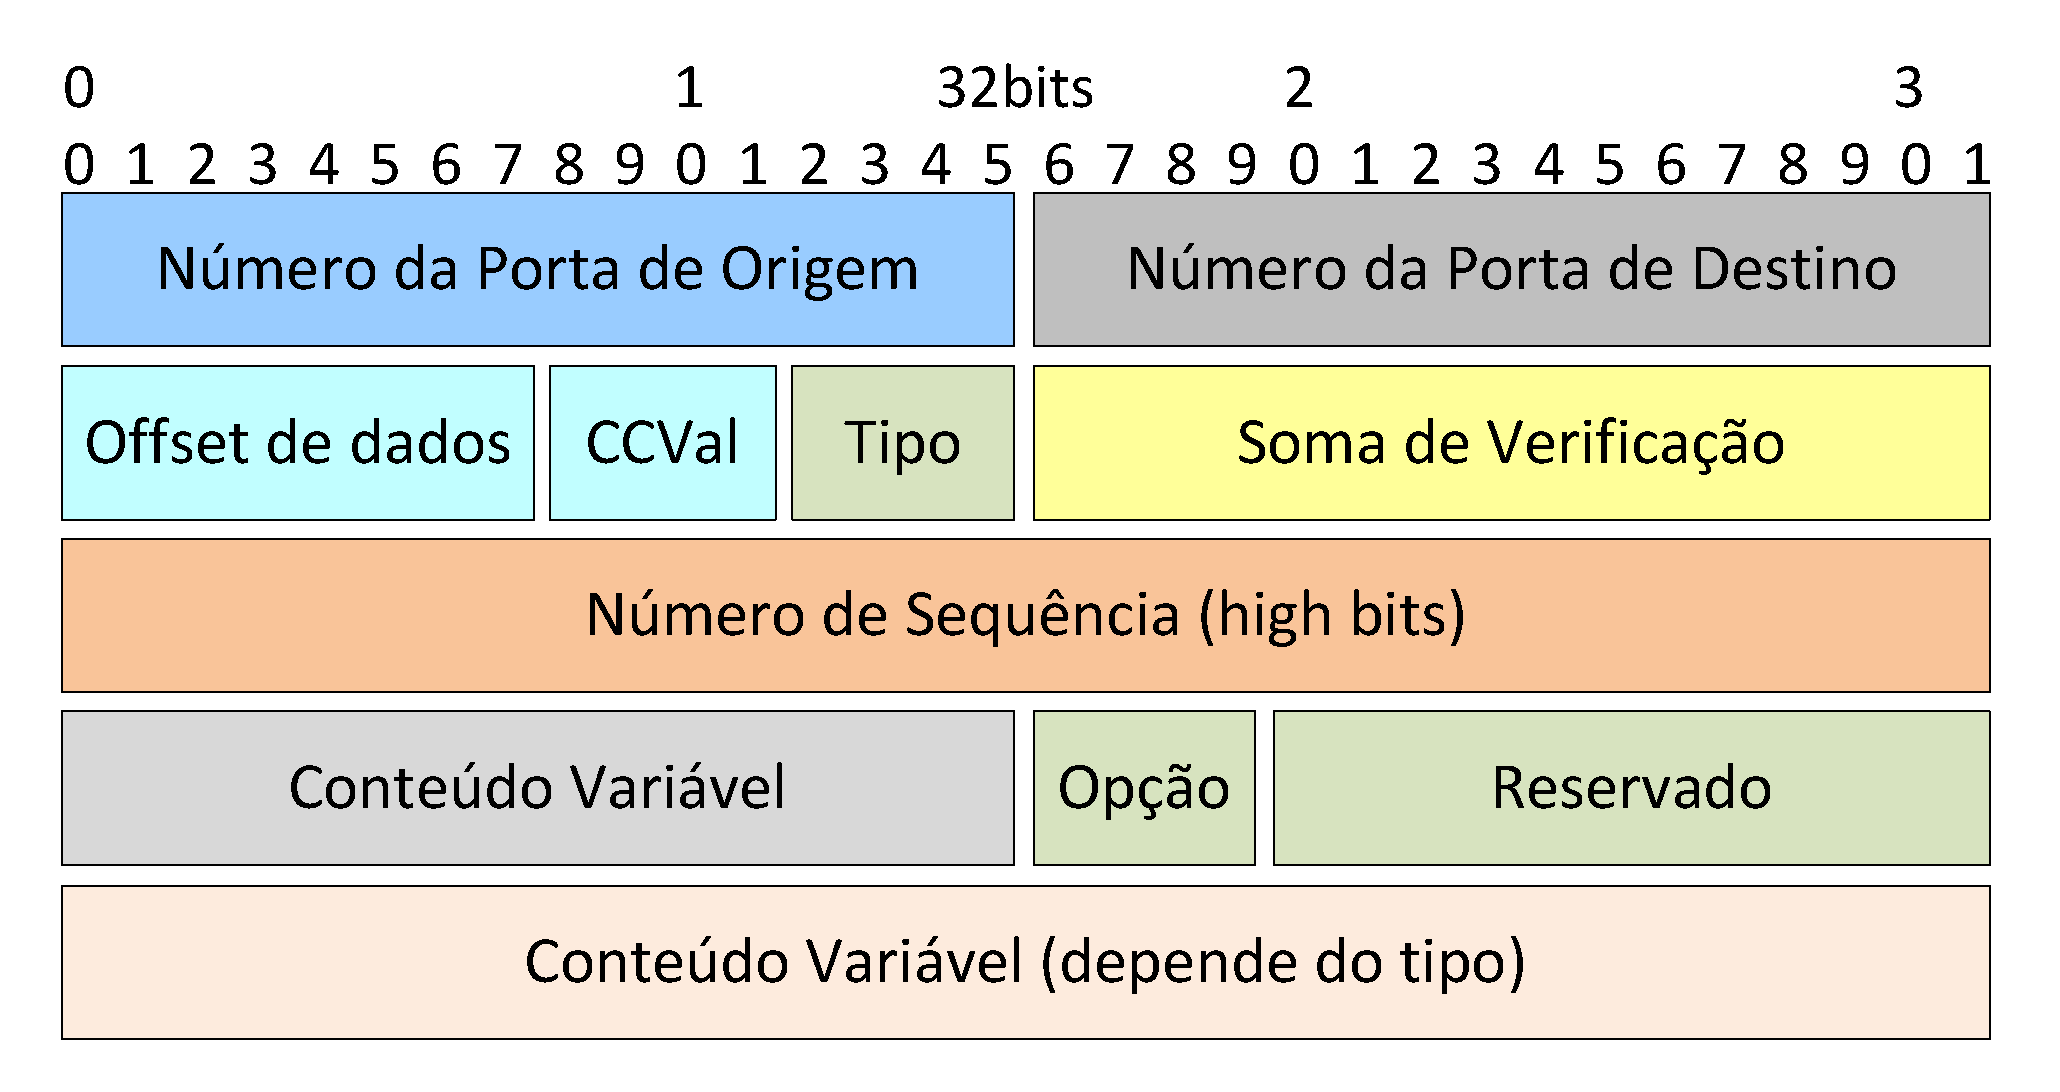 0 1 32bits 2 3
0 1 2 3 4 5 6 7 8 9 0 1 2 3 4 5 6 7 8 9 0 1 2 3 4 5 6 7 8 9 0 1
Número da Porta de Origem Número da Porta de Destino
Offset de dados CCVal Tipo Soma de Verificação
Número de Sequência (high bits)
Conteúdo Variável Opção Reservado
Conteúdo Variável (depende do tipo)